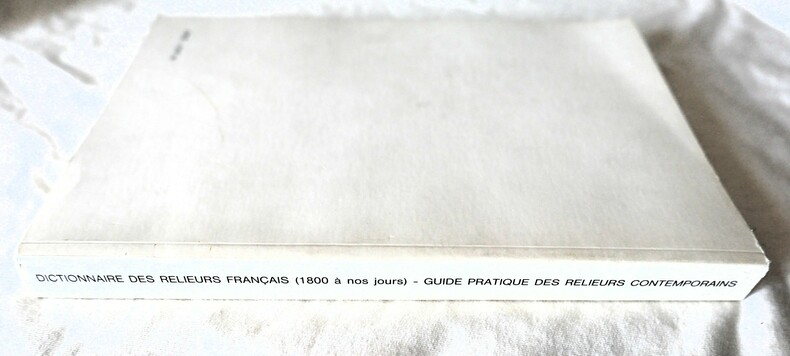 DICTIONNAIRE DES RELIEURS FRANÇAIS (1800 à nos jours) - GUIDE PRATIQUE DES RELIEURS CONTEMPORAINS